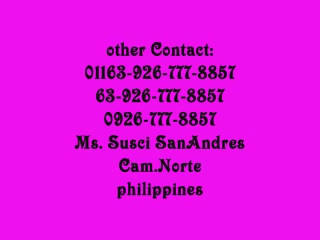 other Contact:
01163-926-777-8857
63-926-777-8857
0926-777-8857
Ms. Susci SanAndres
Cam.Norte
philippines